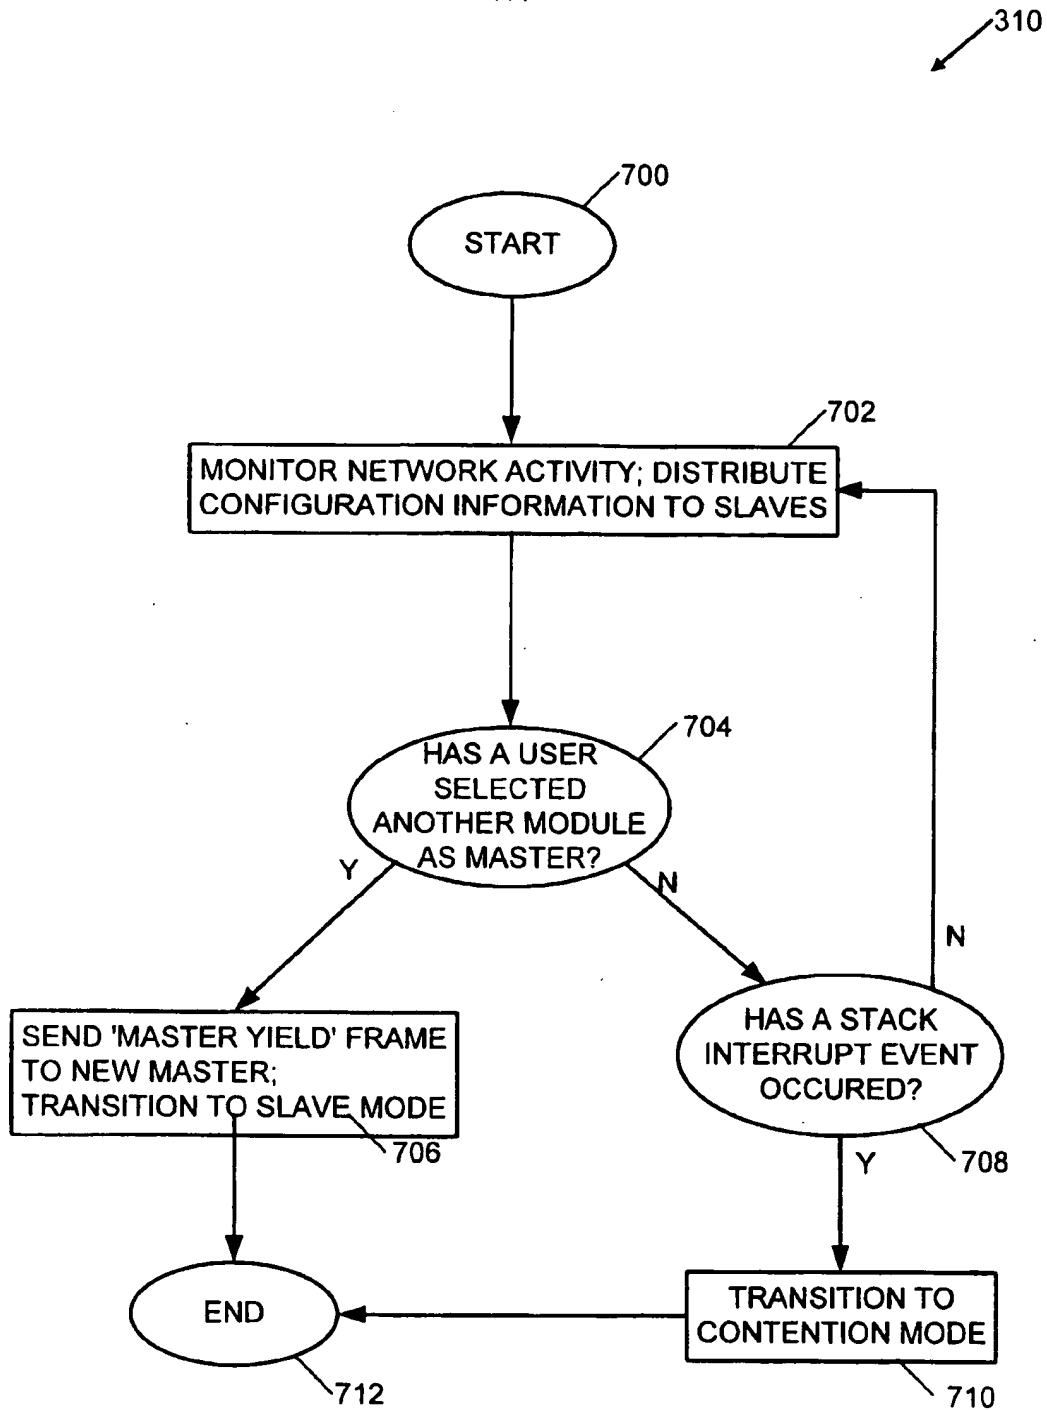 310
700
START
702
MONITOR NETWORK ACTIVITY; DISTRIBUTE
CONFIGURATION INFORMATION TO SLAVES
704
HAS A USER
SELECTED
ANOTHER MODULE
AS MASTER?
Y
N
N
SEND 'MASTER YIELD' FRAME
TO NEW MASTER;
TRANSITION TO SLAVE MODE
706
HAS A STACK
INTERRUPT EVENT
OCCURED?
708
Y
END
712
TRANSITION TO
CONTENTION MODE
710